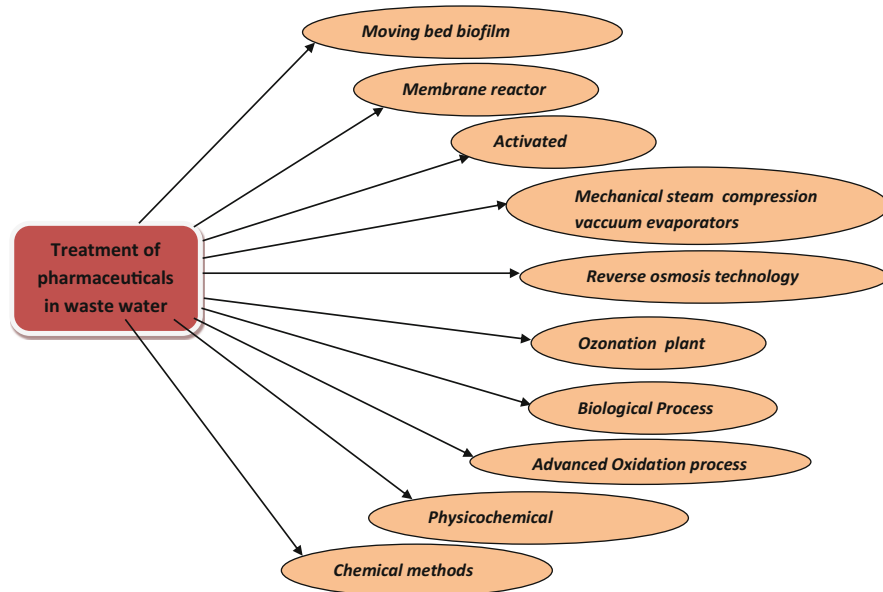 Moving bed biofilm
Membrane reactor
Activated
Mechanical steam compression
vaccuum evaporators
Treatment of
pharmaceuticals
in waste water
Reverse osmosis technology
Ozonation plant
Biological Process
Advanced Oxidation process
Physicochemical
Chemical methods